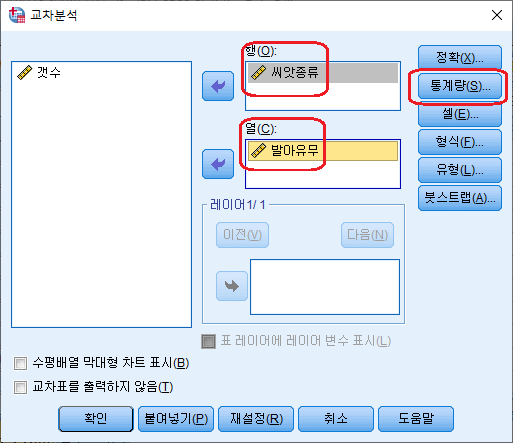 교차분석
갯수
행(O):
씨앗종류
열(C):
발아유무
레이어1/ 1
이전(V)
다음(N)
표 레이어에 레이어 변수 표시(L)
정확(X)...
통계량(S)...
셀(E)...
형식(F)...
유형(L)...
붓스트랩(A)...
수평배열 막대형 차트 표시(B)
교차표를 출력하지 않음(T)
확인
붙여넣기(P)
재설정(R)
취소
도움말